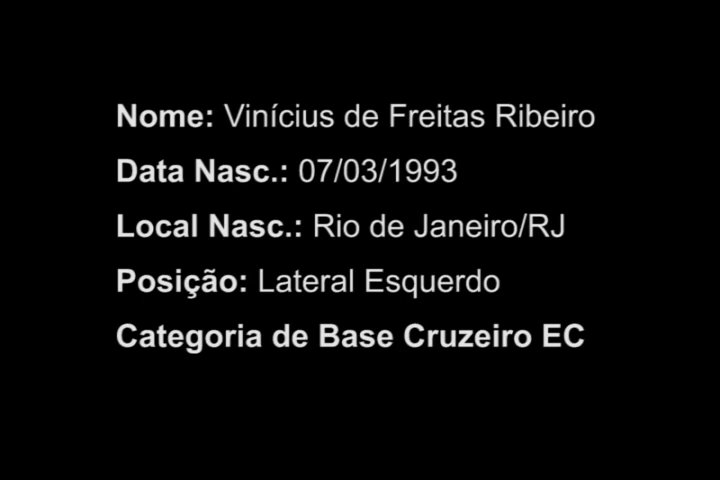 Nome: Vinícius de Freitas Ribeiro
Data Nasc.: 07/03/1993
Local Nasc.: Rio de Janeiro/RJ
Posição: Lateral Esquerdo
Categoria de Base Cruzeiro EC